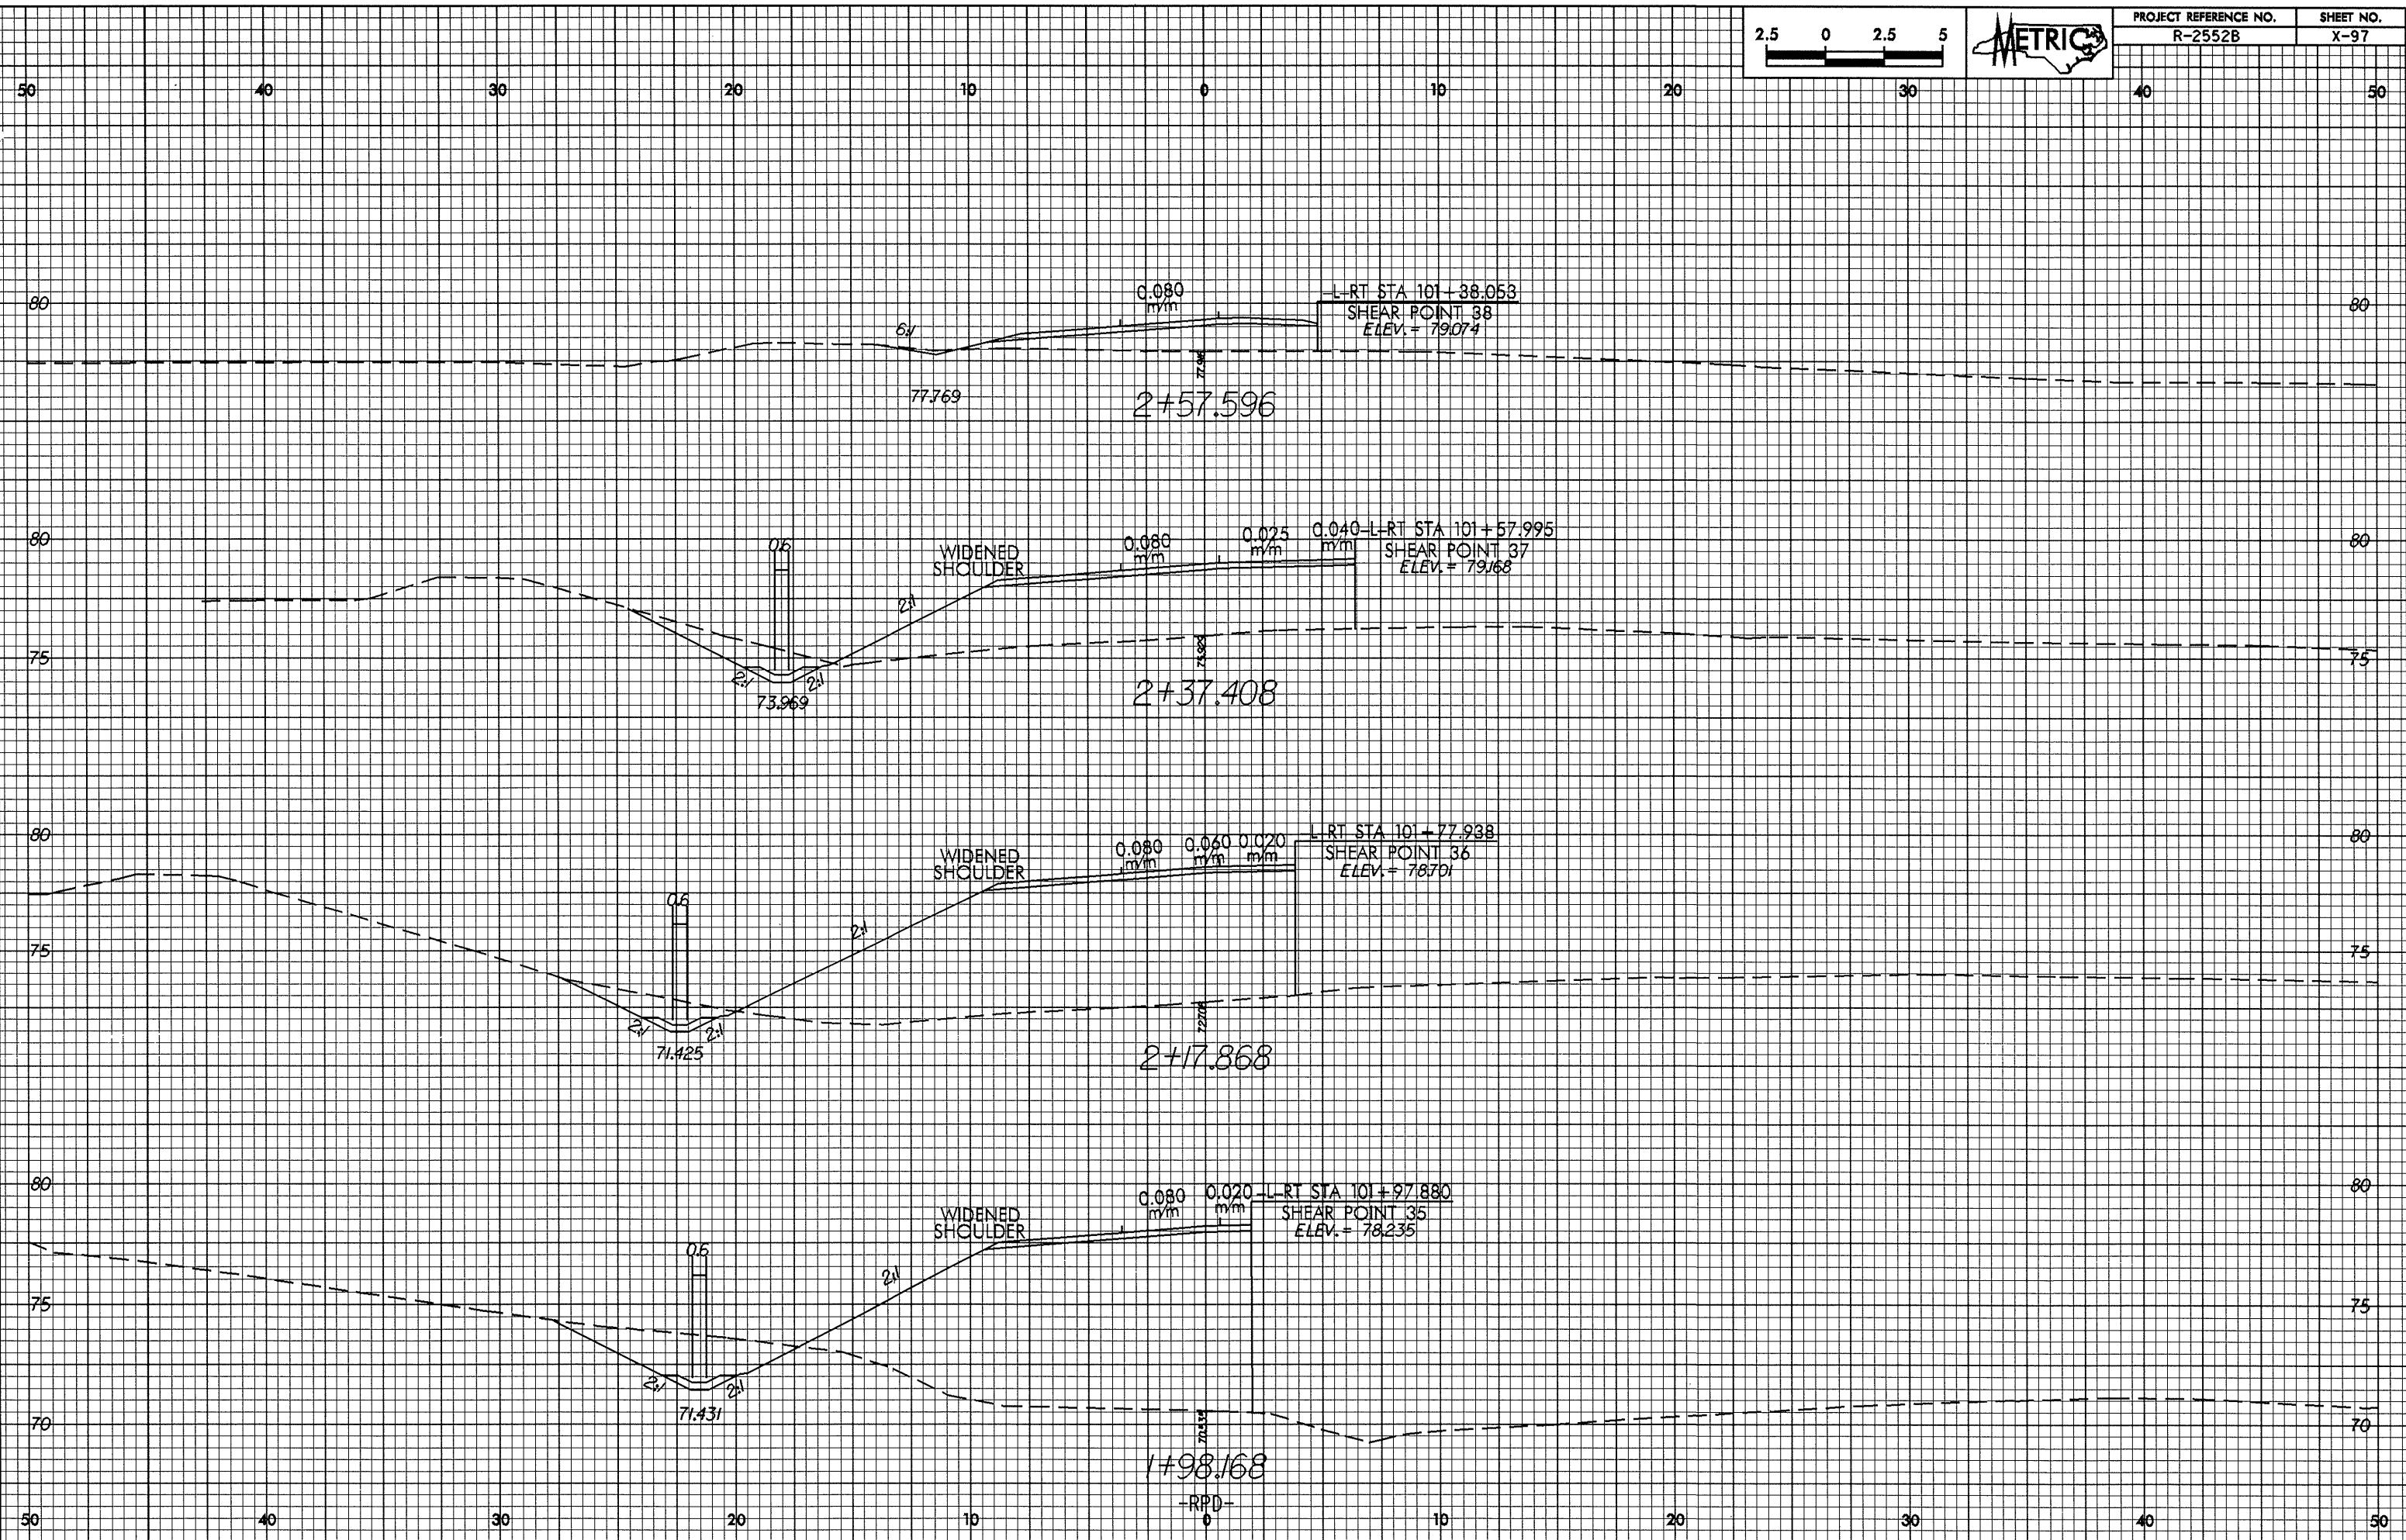 PROJECT REFERENCE NO. SHEET NO.
R-2552B X-97
2.5 0 2.5 5
METRIC
50 40 30 20 10 0 10 20 30 40 50
0.080
m/m
-L-RT STA 101+38.053
SHEAR POINT 38
ELEV.= 79.074
80 80
6:1
77.769
2+57.596
0.080
m/m
0.025
m/m
0.040
m/m
-L-RT STA 101+57.995
SHEAR POINT 37
ELEV.= 79.168
80 80
0.6
WIDENED
SHOULDER
2:1
75 75
2:1 2:1
73.969
2+37.408
0.080
m/m
0.060
m/m
0.020
m/m
L-RT STA 101+77.938
SHEAR POINT 36
ELEV.= 78.701
80 80
WIDENED
SHOULDER
0.6
2:1
75 75
2:1 2:1
71.425
2+17.868
0.080
m/m
0.020
m/m
-L-RT STA 101+97.880
SHEAR POINT 35
ELEV.= 78.235
80 80
WIDENED
SHOULDER
0.6
2:1
75 75
2:1 2:1
71.431
70 70
1+98.168
-RPD-
50 40 30 20 10 0 10 20 30 40 50